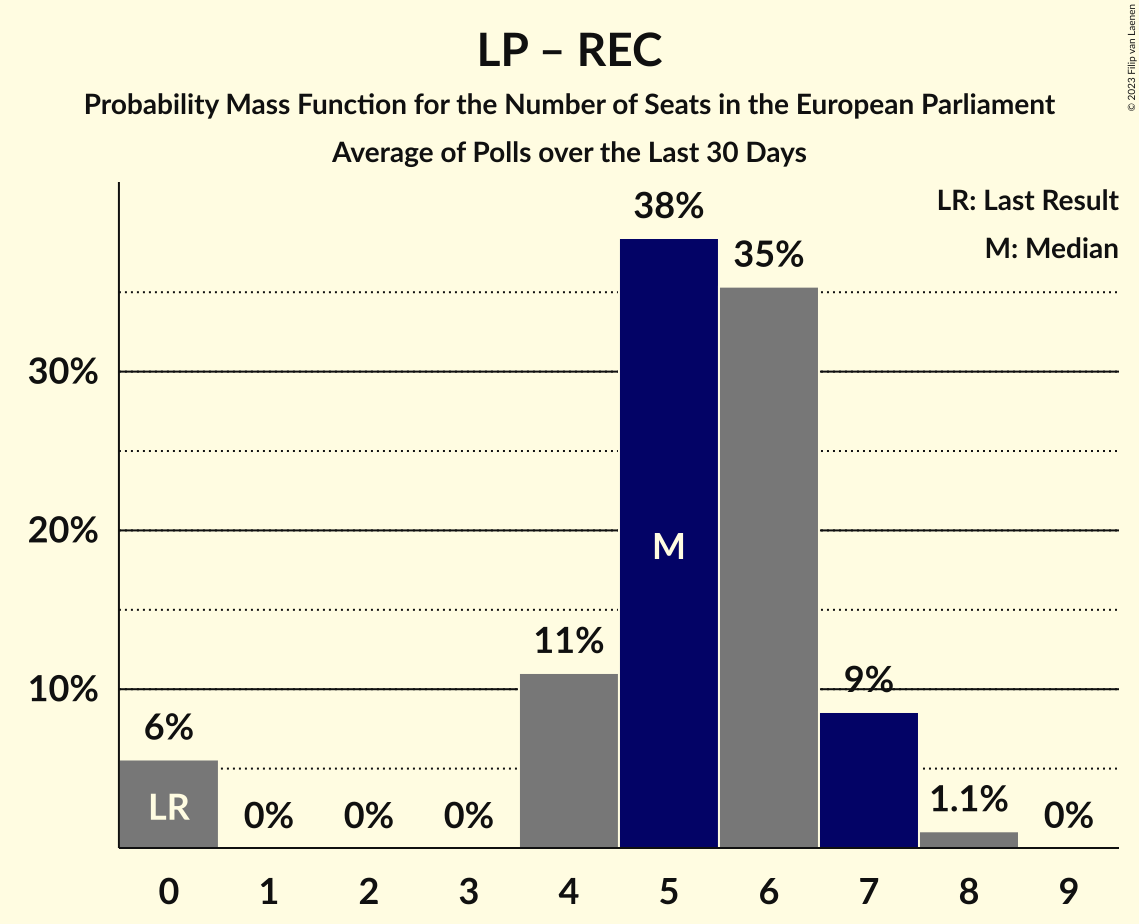 LP – REC
Probability Mass Function for the Number of Seats in the European Parliament
Average of Polls over the Last 30 Days
© 2023 Filip van Laenen
LR: Last Result
M: Median
30%
20%
10%
6%
0%
0%
0%
11%
38%
35%
9%
1.1%
0%
LR
M
0 1 2 3 4 5 6 7 8 9